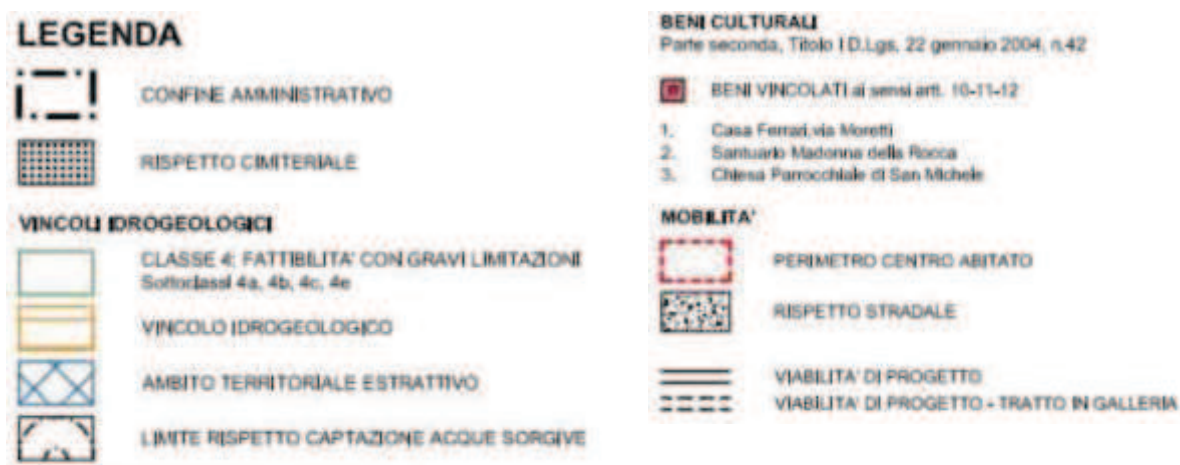 LEGENDA
CONFINE AMMINISTRATIVO
RISPETTO CIMITERIALE
VINCOLI IDROGEOLOGICI
CLASSE 4: FATTIBILITA' CON GRAVI LIMITAZIONI
Sottoclassi 4a, 4b, 4c, 4e
VINCOLO IDROGEOLOGICO
AMBITO TERRITORIALE ESTRATTIVO
LIMITE RISPETTO CAPTAZIONE ACQUE SORGIVE
BENI CULTURALI
Parte seconda, Titolo I D.Lgs, 22 gennaio 2004, n.42
BENI VINCOLATI ai sensi artt. 10-11-12
1. Casa Ferrari, via Moretti
2. Santuario Madonna della Rocca
3. Chiesa Parrocchiale di San Michele
MOBILITA'
PERIMETRO CENTRO ABITATO
RISPETTO STRADALE
VIABILITA' DI PROGETTO
VIABILITA' DI PROGETTO - TRATTO IN GALLERIA